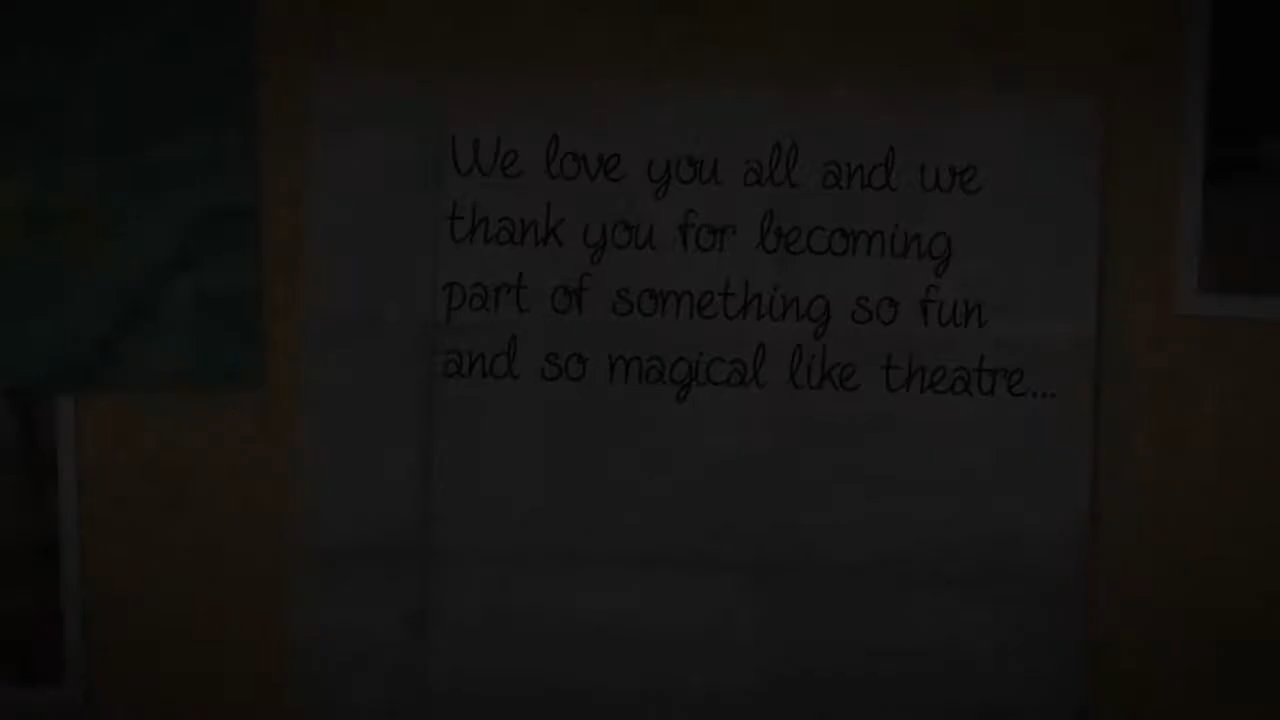 We love you all and we
thank you for becoming
part of something so fun
and so magical like theatre...